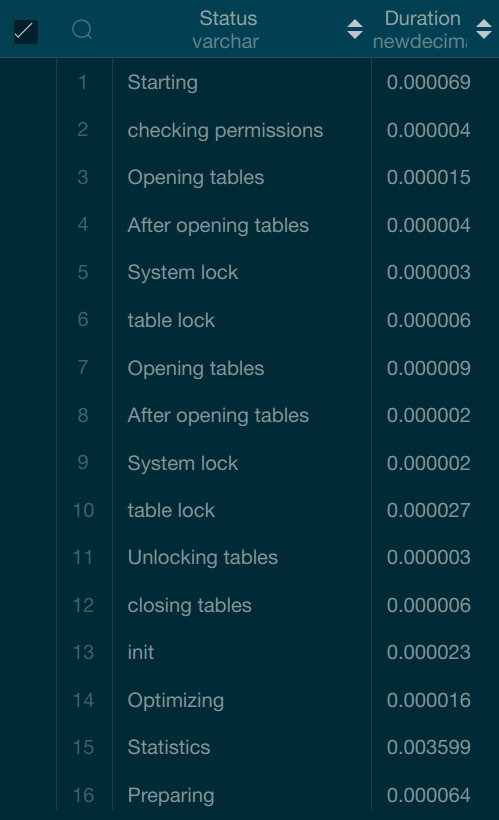 Status Duration
varchar newdecim
1 Starting 0.000069
2 checking permissions 0.000004
3 Opening tables 0.000015
4 After opening tables 0.000004
5 System lock 0.000003
6 table lock 0.000006
7 Opening tables 0.000009
8 After opening tables 0.000002
9 System lock 0.000002
10 table lock 0.000027
11 Unlocking tables 0.000003
12 closing tables 0.000006
13 init 0.000023
14 Optimizing 0.000016
15 Statistics 0.003599
16 Preparing 0.000064